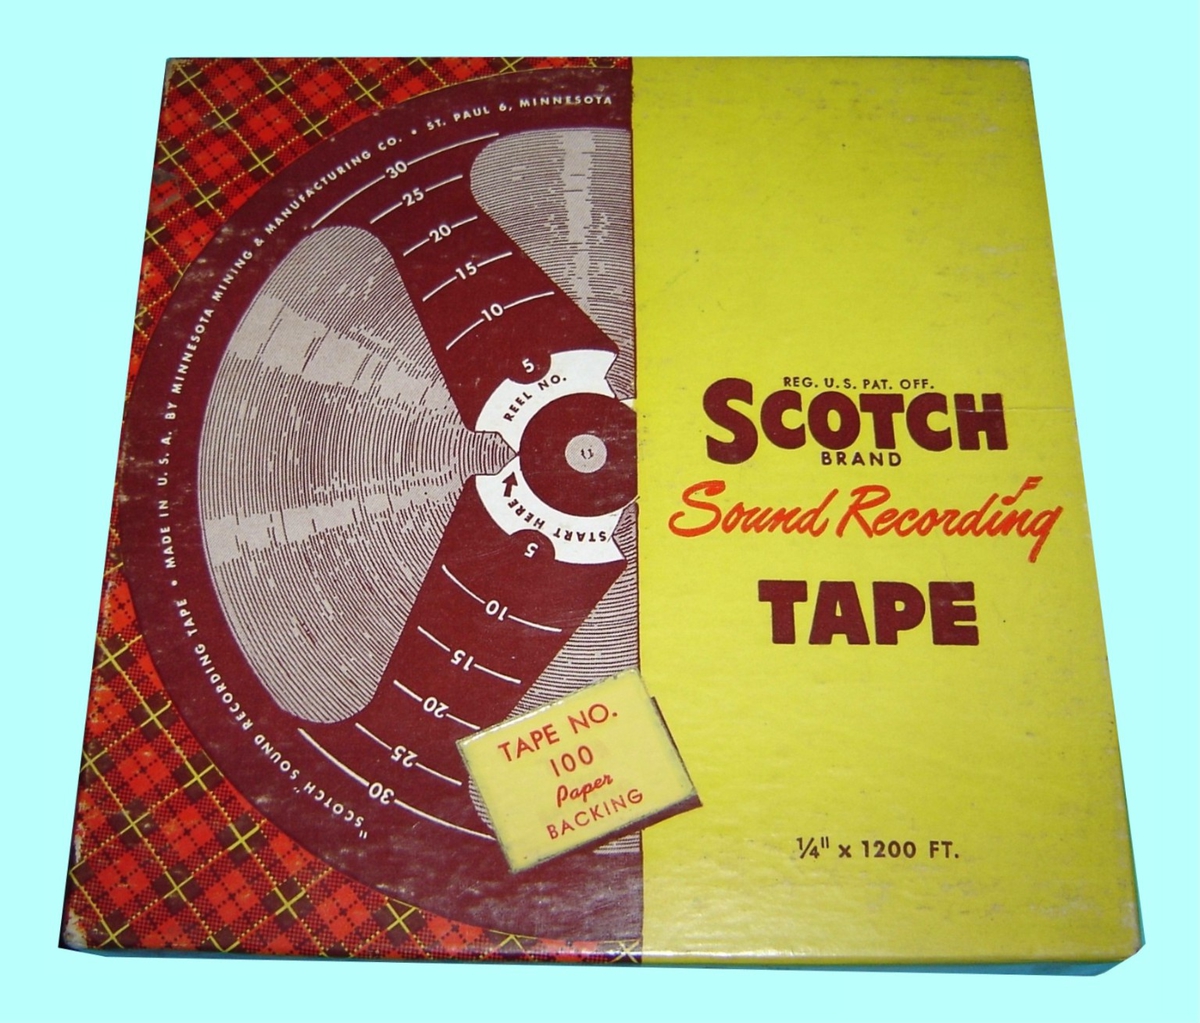 "SCOTCH" SOUND RECORDING TAPE • MADE IN U. S. A. BY MINNESOTA MINING & MANUFACTURING CO. • ST. PAUL 6, MINNESOTA
30
25
20
15
10
5
REEL NO.
START HERE
5
10
15
20
25
30
TAPE NO.
100
Paper
BACKING
REG. U. S. PAT. OFF.
SCOTCH
BRAND
Sound Recording
TAPE
1/4" x 1200 FT.